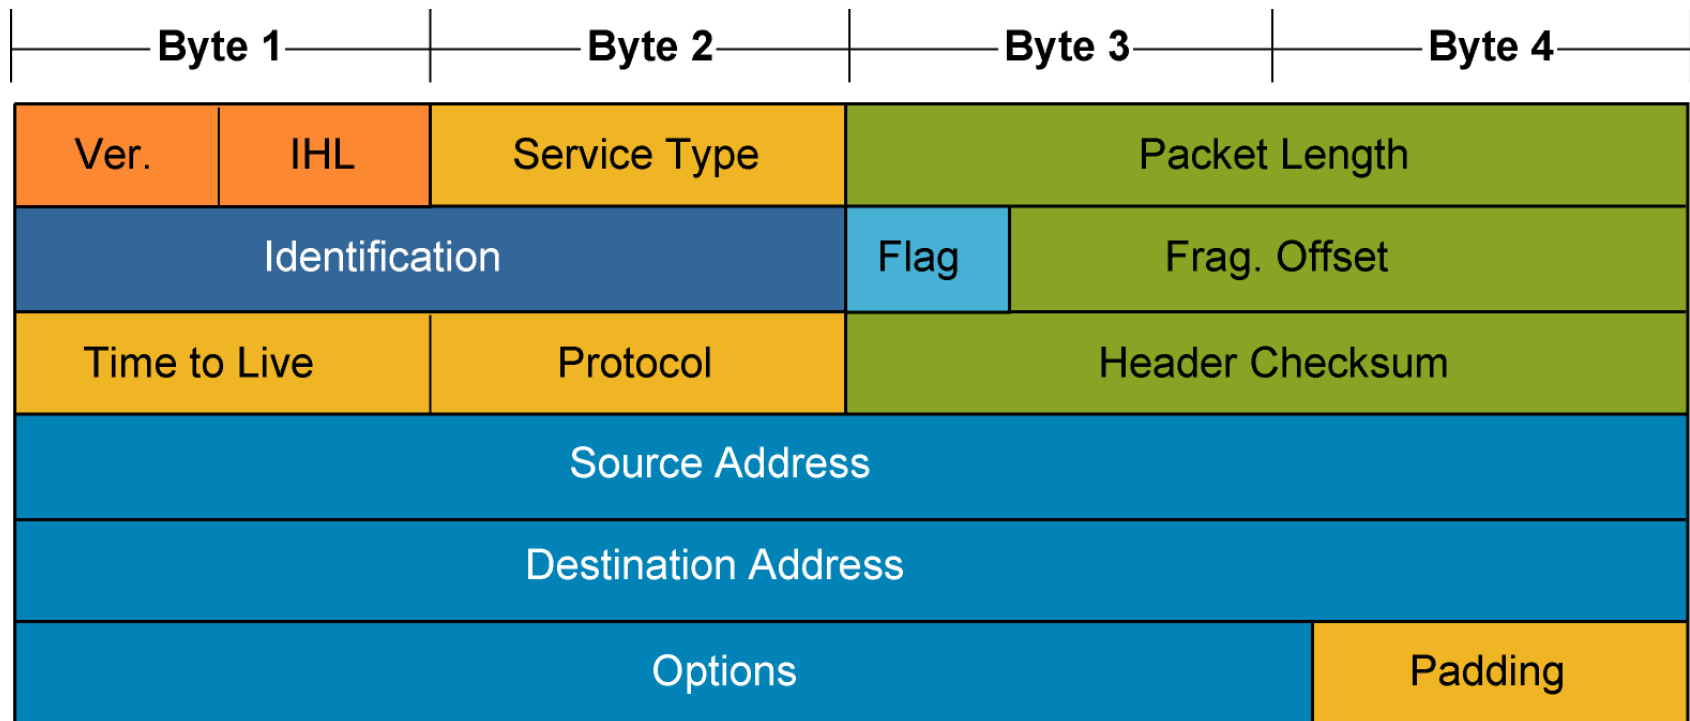 Byte 1 Byte 2 Byte 3 Byte 4
Ver. IHL Service Type Packet Length
Identification Flag Frag. Offset
Time to Live Protocol Header Checksum
Source Address
Destination Address
Options Padding